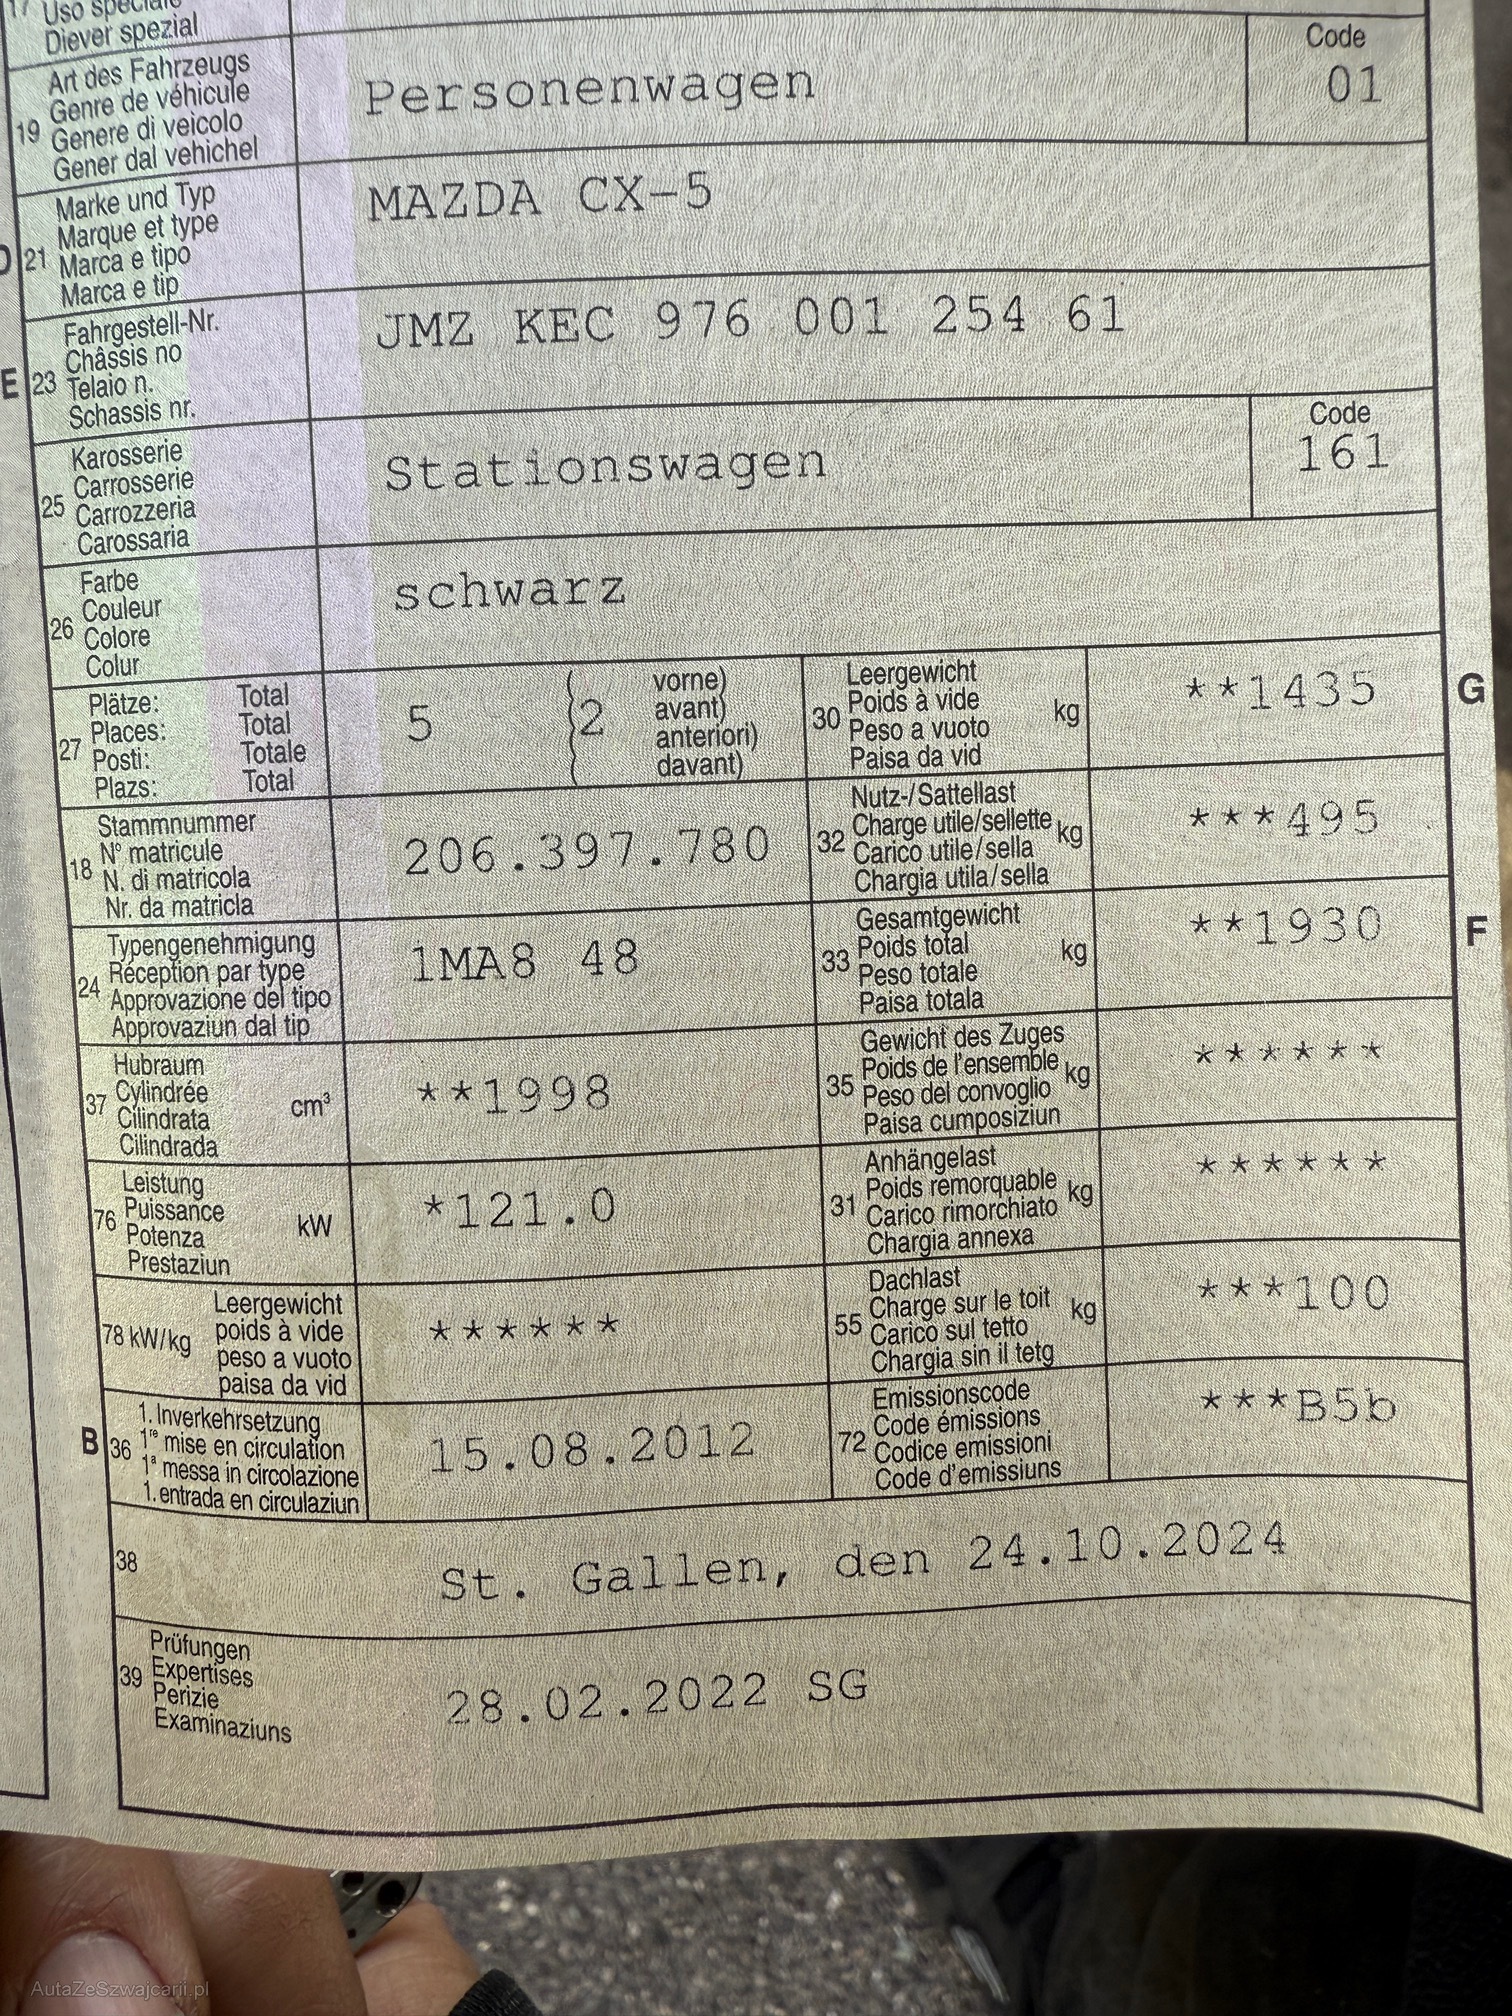 17 Uso speciale
Diever spezial
19 Art des Fahrzeugs
Genre de véhicule
Genere di veicolo
Gener dal vehichel
Personenwagen
Code
01
D 21 Marke und Typ
Marque et type
Marca e tipo
Marca e tip
MAZDA CX-5
E 23 Fahrgestell-Nr.
Châssis no
Telaio n.
Schassis nr.
JMZ KEC 976 001 254 61
25 Karosserie
Carrosserie
Carrozzeria
Carossaria
Stationswagen
Code
161
26 Farbe
Couleur
Colore
Colur
schwarz
27 Plätze: Total
Places: Total
Posti: Totale
Plazs: Total
5 (2 vorne)
avant)
anteriori)
davant)
30 Leergewicht
Poids à vide kg
Peso a vuoto
Paisa da vid
**1435
G
18 Stammnummer
N° matricule
N. di matricola
Nr. da matricla
206.397.780
32 Nutz-/Sattellast
Charge utile/sellette kg
Carico utile/sella
Chargia utila/sella
***495
24 Typengenehmigung
Réception par type
Approvazione del tipo
Approvaziun dal tip
1MA8 48
33 Gesamtgewicht
Poids total kg
Peso totale
Paisa totala
**1930
F
37 Hubraum
Cylindrée cm³
Cilindrata
Cilindrada
**1998
35 Gewicht des Zuges
Poids de l'ensemble kg
Peso del convoglio
Paisa cumposiziun
******
76 Leistung
Puissance kW
Potenza
Prestaziun
*121.0
31 Anhängelast
Poids remorquable kg
Carico rimorchiato
Chargia annexa
******
78 kW/kg Leergewicht
poids à vide
peso a vuoto
paisa da vid
******
55 Dachlast
Charge sur le toit kg
Carico sul tetto
Chargia sin il tetg
***100
B 36 1. Inverkehrsetzung
1re mise en circulation
1a messa in circolazione
1. entrada en circulaziun
15.08.2012
72 Emissionscode
Code émissions
Codice emissioni
Code d'emissiuns
***B5b
38 St. Gallen, den 24.10.2024
39 Prüfungen
Expertises
Perizie
Examinaziuns
28.02.2022 SG
AutaZeSzwajcarii.pl